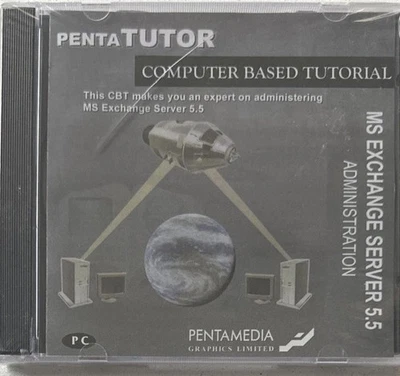 PENTATUTOR
COMPUTER BASED TUTORIAL
This CBT makes you an expert on administering
MS Exchange Server 5.5
MS EXCHANGE SERVER 5.5
ADMINISTRATION
PC
PENTAMEDIA
GRAPHICS LIMITED